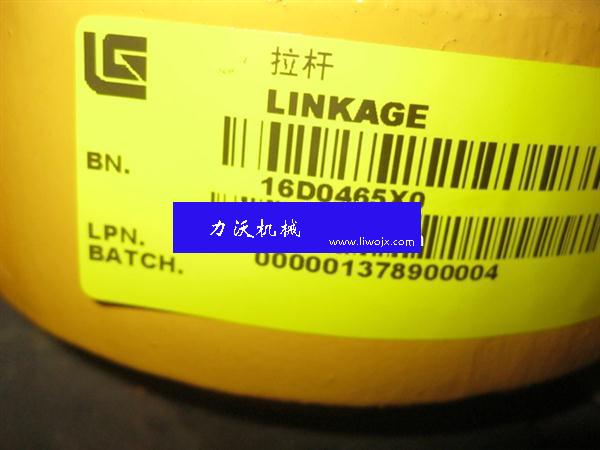 拉杆
LINKAGE
BN.
16D0465X0
力沃机械
www.liwojx.com
LPN.
BATCH.
000001378900004